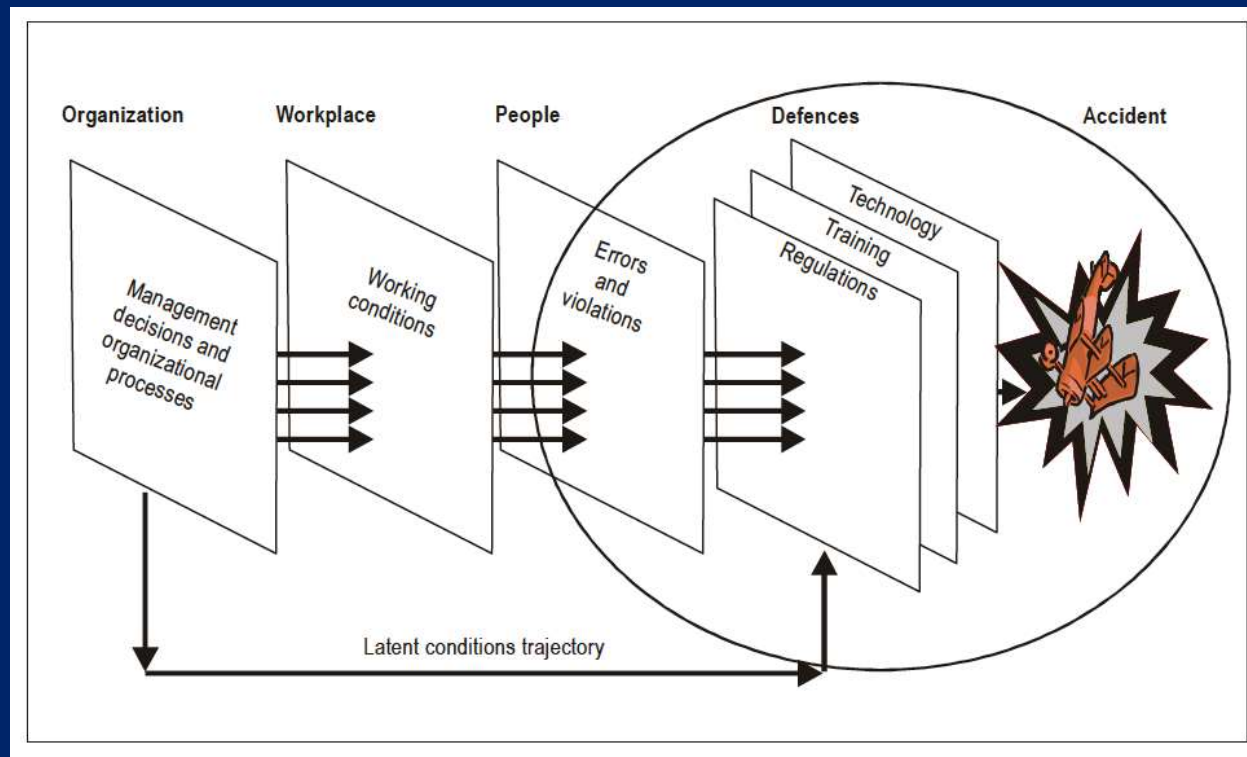 Organization
Workplace
People
Defences
Accident
Management
decisions and
organizational
processes
Working
conditions
Errors
and
violations
Technology
Training
Regulations
Latent conditions trajectory